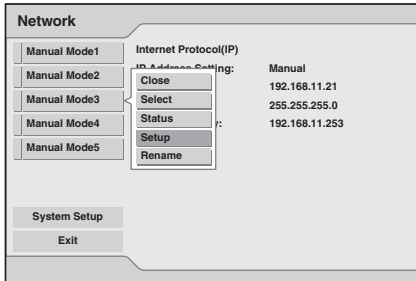 Network
Manual Mode1
Manual Mode2
Manual Mode3
Manual Mode4
Manual Mode5
System Setup
Exit
Internet Protocol(IP)
IP Address Setting: Manual
192.168.11.21
255.255.255.0
192.168.11.253
Close
Select
Status
Setup
Rename